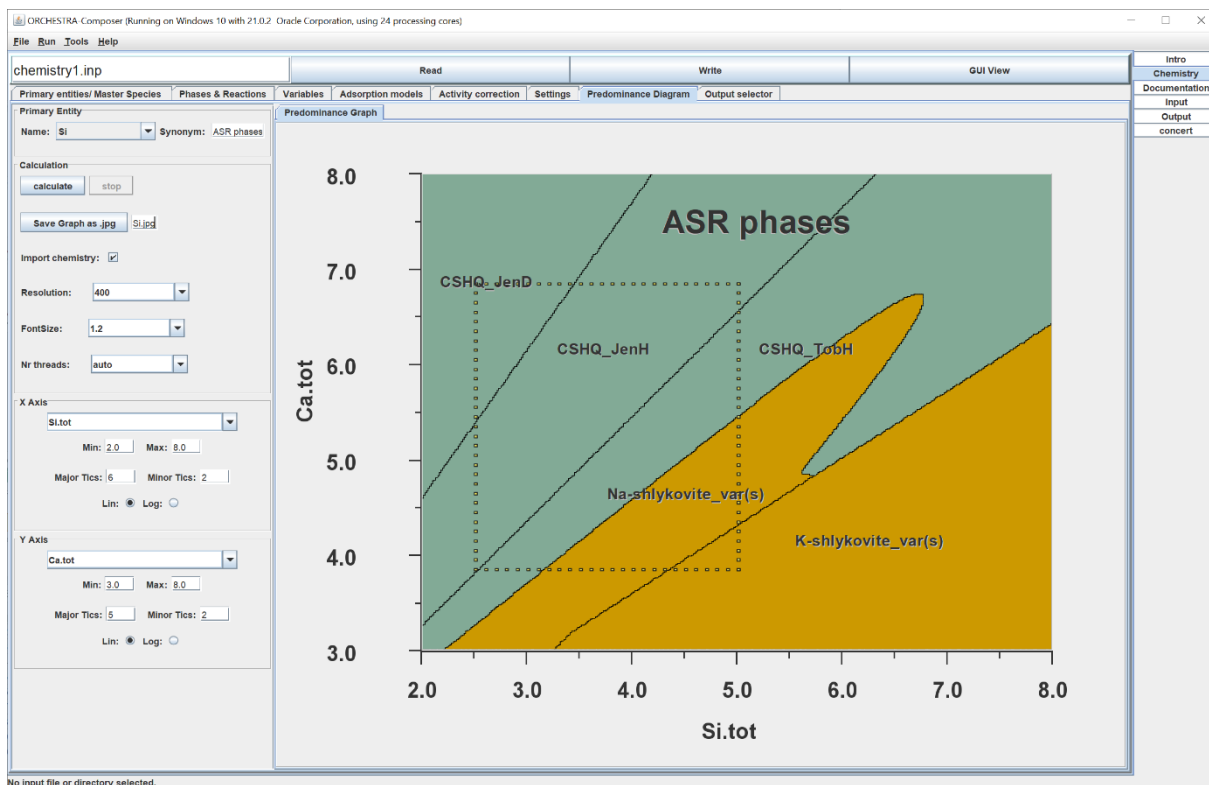 ORCHESTRA-Composer (Running on Windows 10 with 21.0.2 Oracle Corporation, using 24 processing cores)
File Run Tools Help
chemistry1.inp Read Write GUI View
Intro
Chemistry
Documentation
Input
Output
concert
Primary entities/ Master Species Phases & Reactions Variables Adsorption models Activity correction Settings Predominance Diagram Output selector
Primary Entity
Name: Si Synonym: ASR phases
Calculation
calculate stop
Save Graph as .jpg Si.jpg
Import chemistry:
Resolution: 400
FontSize: 1.2
Nr threads: auto
X Axis
Si.tot
Min: 2.0 Max: 8.0
Major Tics: 6 Minor Tics: 2
Lin: Log:
Y Axis
Ca.tot
Min: 3.0 Max: 8.0
Major Tics: 5 Minor Tics: 2
Lin: Log:
Predominance Graph
ASR phases
CSHQ_JenD
CSHQ_JenH
CSHQ_TobH
Na-shlykovite_var(s)
K-shlykovite_var(s)
Ca.tot
8.0
7.0
6.0
5.0
4.0
3.0
2.0 3.0 4.0 5.0 6.0 7.0 8.0
Si.tot
No input file or directory selected.